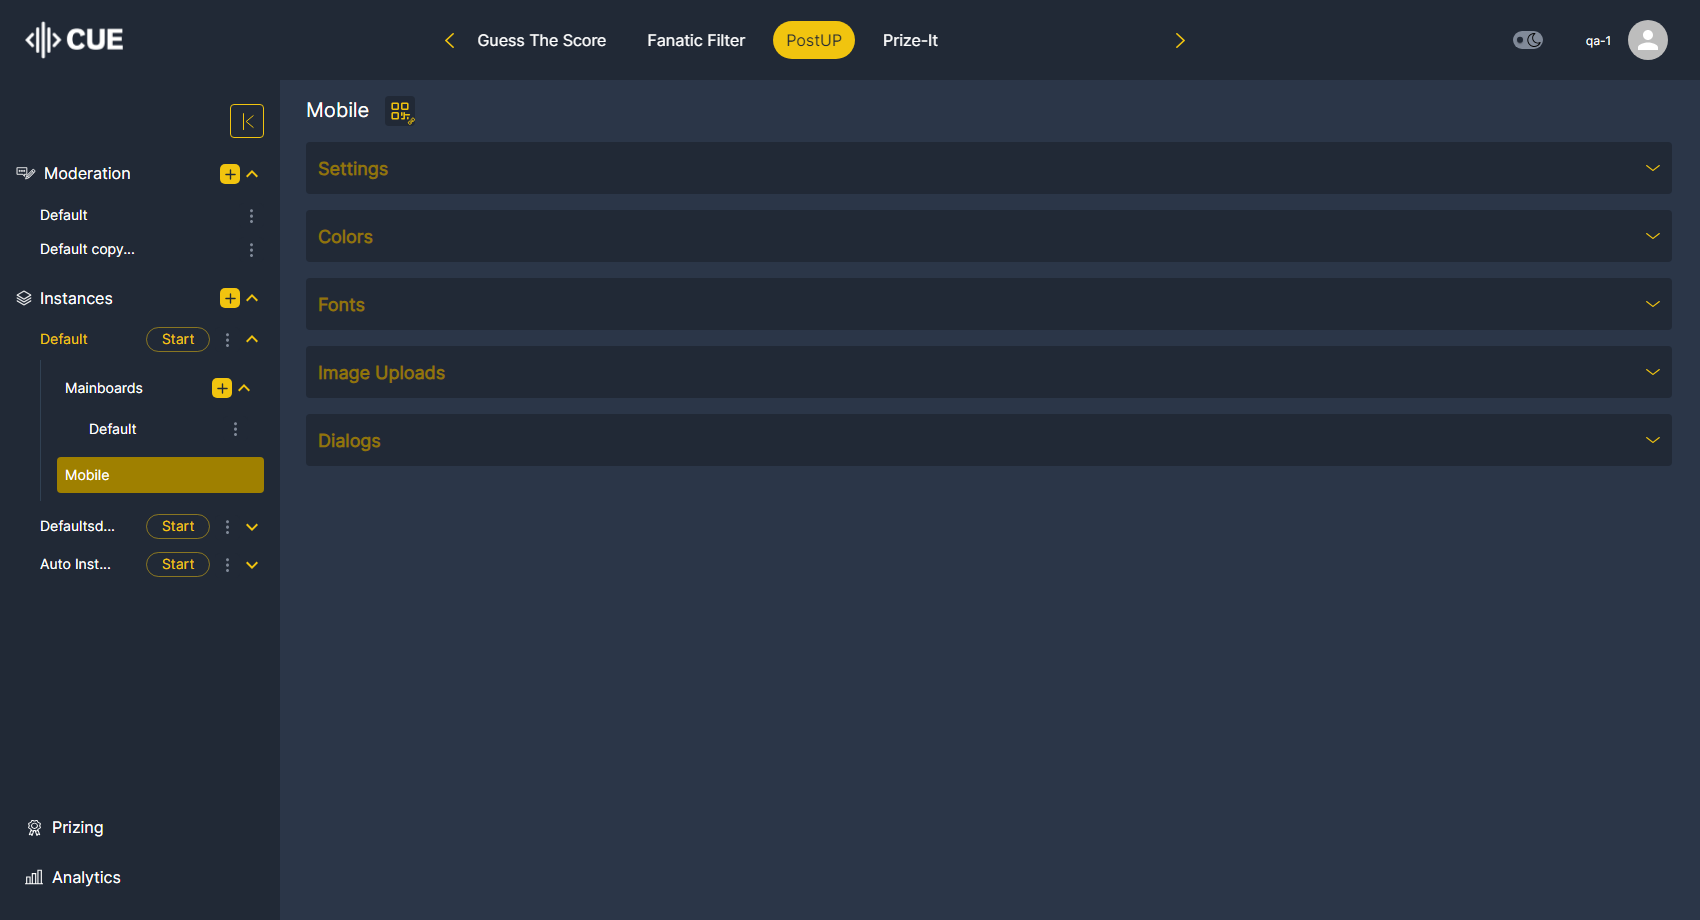 CUE
Guess The Score
Fanatic Filter
PostUP
Prize-It
qa-1
Moderation
Default
Default copy...
Instances
Default
Start
Mainboards
Default
Mobile
Defaultsd...
Start
Auto Inst...
Start
Prizing
Analytics
Mobile
Settings
Colors
Fonts
Image Uploads
Dialogs